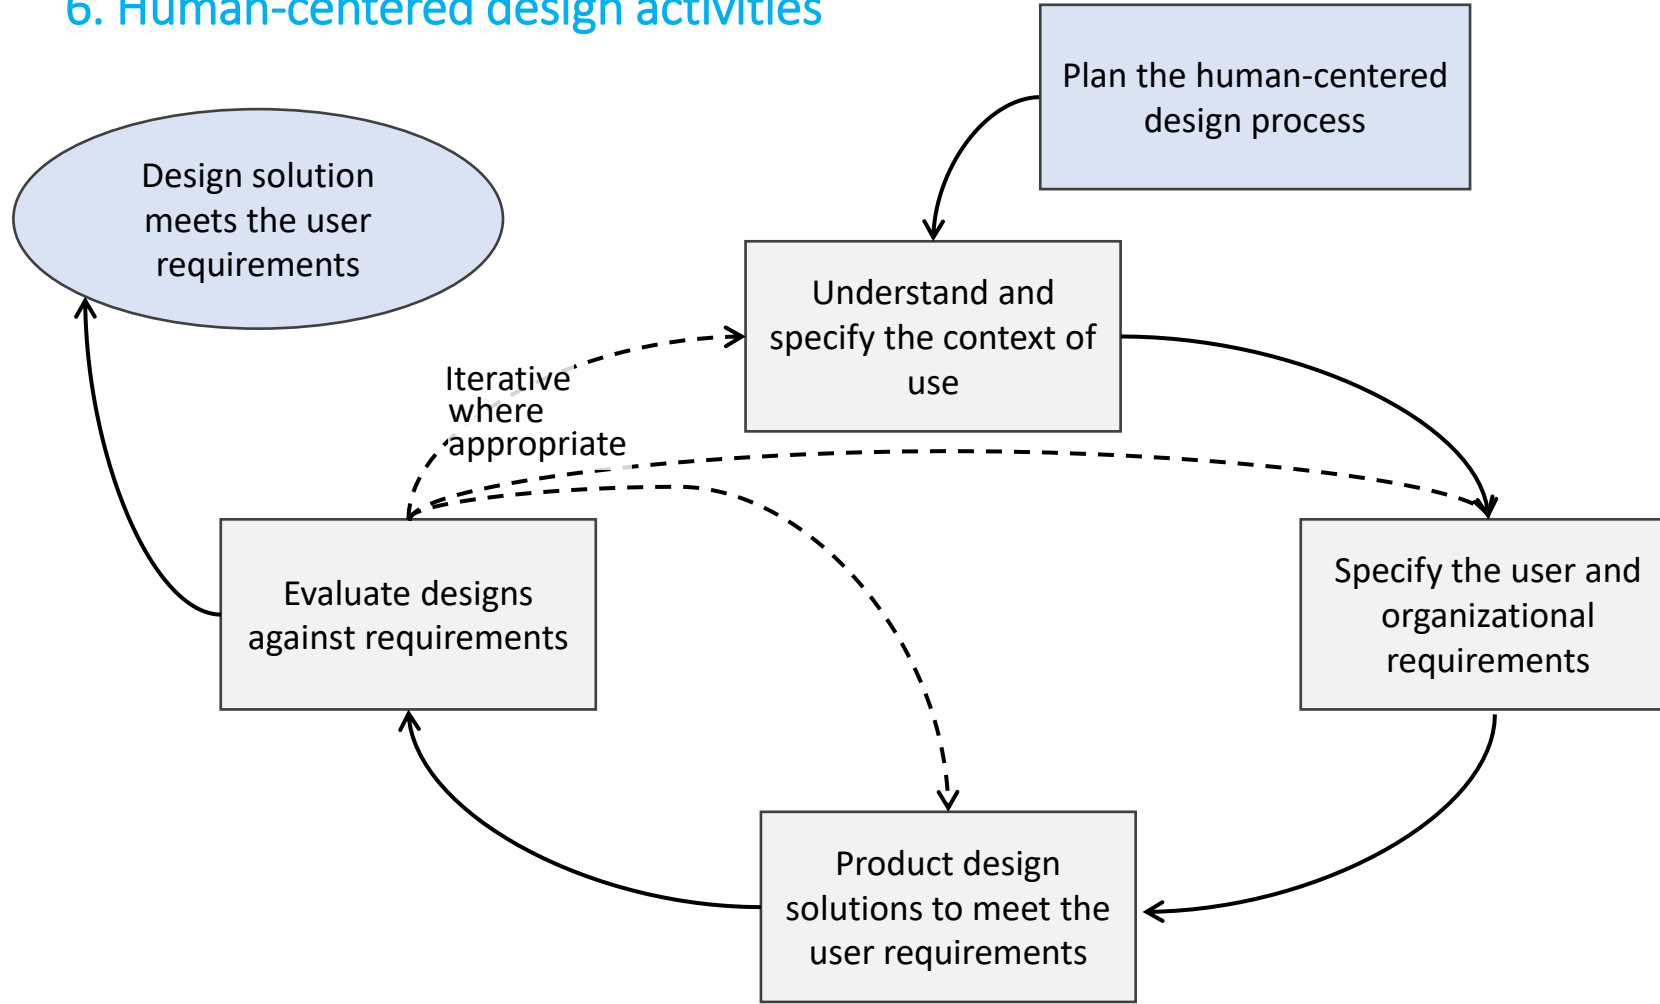 6. Human-centered design activities
Plan the human-centered
design process
Design solution
meets the user
requirements
Understand and
specify the context of
use
Iterative
where
appropriate
Evaluate designs
against requirements
Specify the user and
organizational
requirements
Product design
solutions to meet the
user requirements